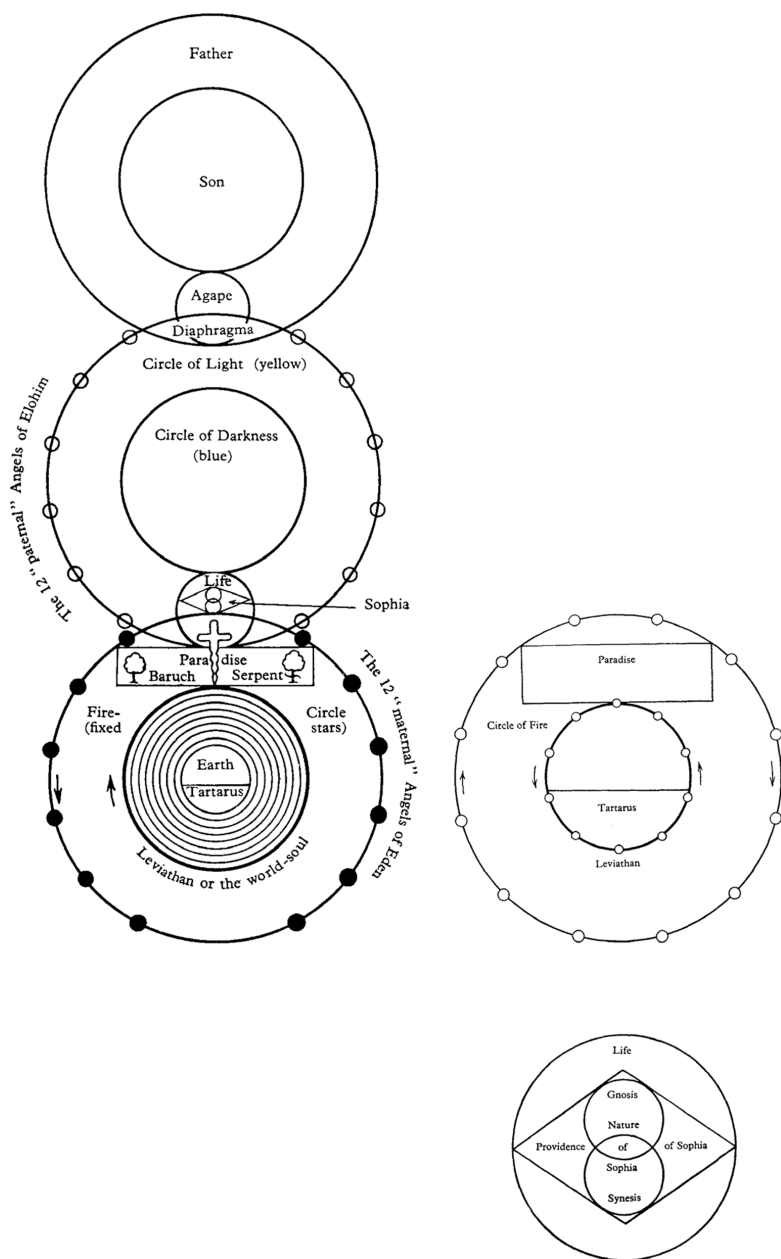 Father
Son
Agape
Diaphragma
Circle of Light (yellow)
The 12 "paternal" Angels of Elohim
Circle of Darkness
(blue)
Life
Sophia
Paradise
Baruch Serpent
The 12 "maternal" Angels of Eden
Fire- Circle
(fixed stars)
Earth
Tartarus
Leviathan or the world-soul
Paradise
Circle of Fire
Tartarus
Leviathan
Life
Gnosis
Nature
Providence of of Sophia
Sophia
Synesis